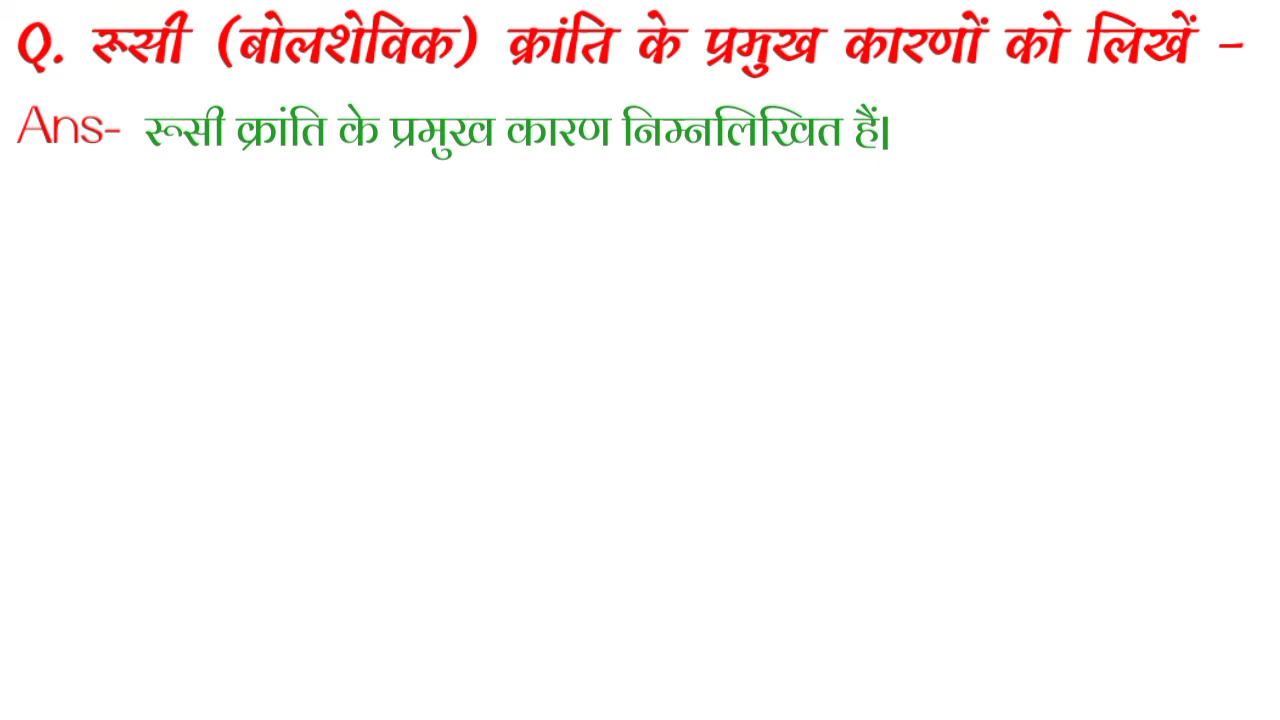 Q. रूसी (बोलशेविक) क्रांति के प्रमुख कारणों को लिखें -
Ans- रूसी क्रांति के प्रमुख कारण निम्नलिखित हैं।